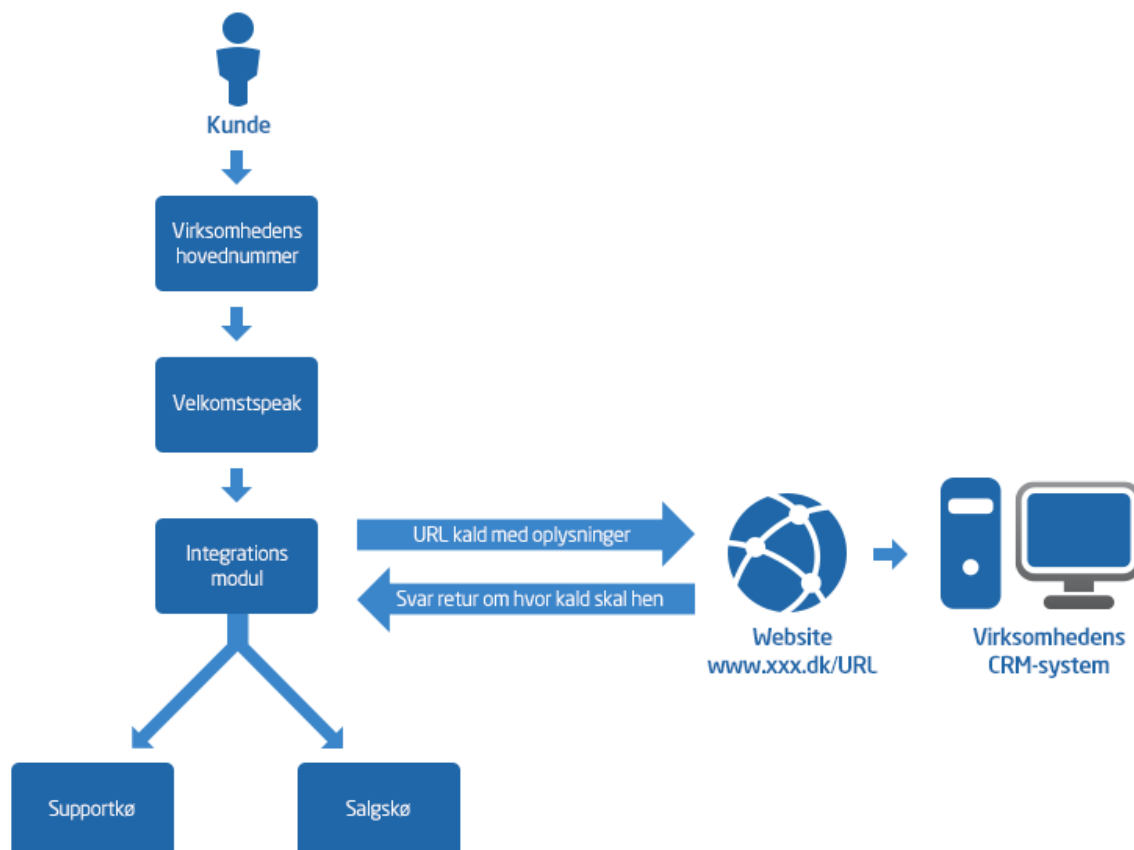 Kunde
Virksomhedens
hovednummer
Velkomstspeak
Integrations
modul
URL kald med oplysninger
Svar retur om hvor kald skal hen
Website
www.xxx.dk/URL
Virksomhedens
CRM-system
Supportkø
Salgskø